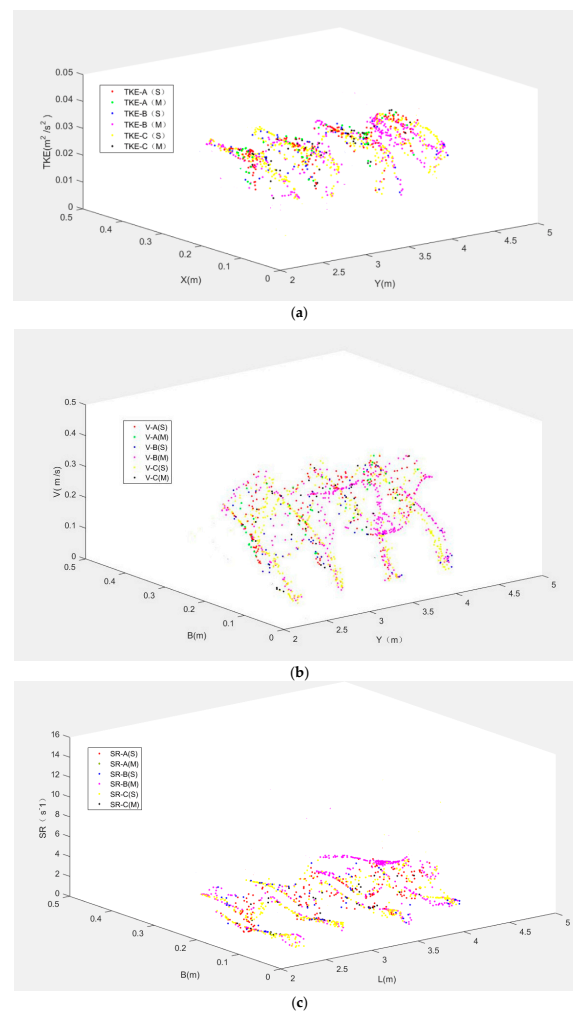 0.05
0.04
0.03
0.02
0.01
0
TKE(m²/s²)
TKE-A（S）
TKE-A（M）
TKE-B（S）
TKE-B（M）
TKE-C（S）
TKE-C（M）
0.5
0.4
0.3
0.2
0.1
0
X(m)
2
2.5
3
3.5
4
4.5
5
Y(m)
(a)
0.5
0.4
0.3
0.2
0.1
0
V( m/s)
V-A(S)
V-A(M)
V-B(S)
V-B(M)
V-C(S)
V-C(M)
0.5
0.4
0.3
0.2
0.1
0
B(m)
2
2.5
3
3.5
4
4.5
5
Y（m）
(b)
16
14
12
10
8
6
4
2
0
SR（ s⁻1）
SR-A(S)
SR-A(M)
SR-B(S)
SR-B(M)
SR-C(S)
SR-C(M)
0.5
0.4
0.3
0.2
0.1
0
B(m)
2
2.5
3
3.5
4
4.5
5
L(m)
(c)